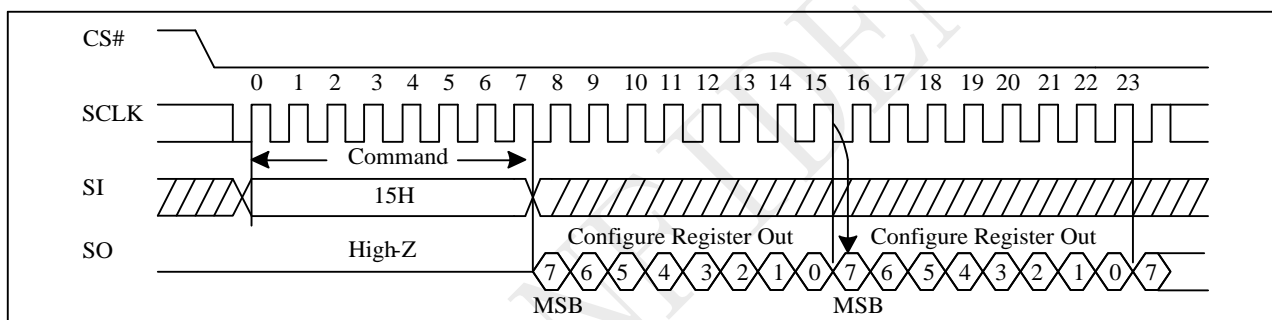 CS#
0 1 2 3 4 5 6 7 8 9 10 11 12 13 14 15 16 17 18 19 20 21 22 23
SCLK
Command
SI
15H
SO
High-Z
Configure Register Out Configure Register Out
7 6 5 4 3 2 1 0 7 6 5 4 3 2 1 0 7
MSB MSB